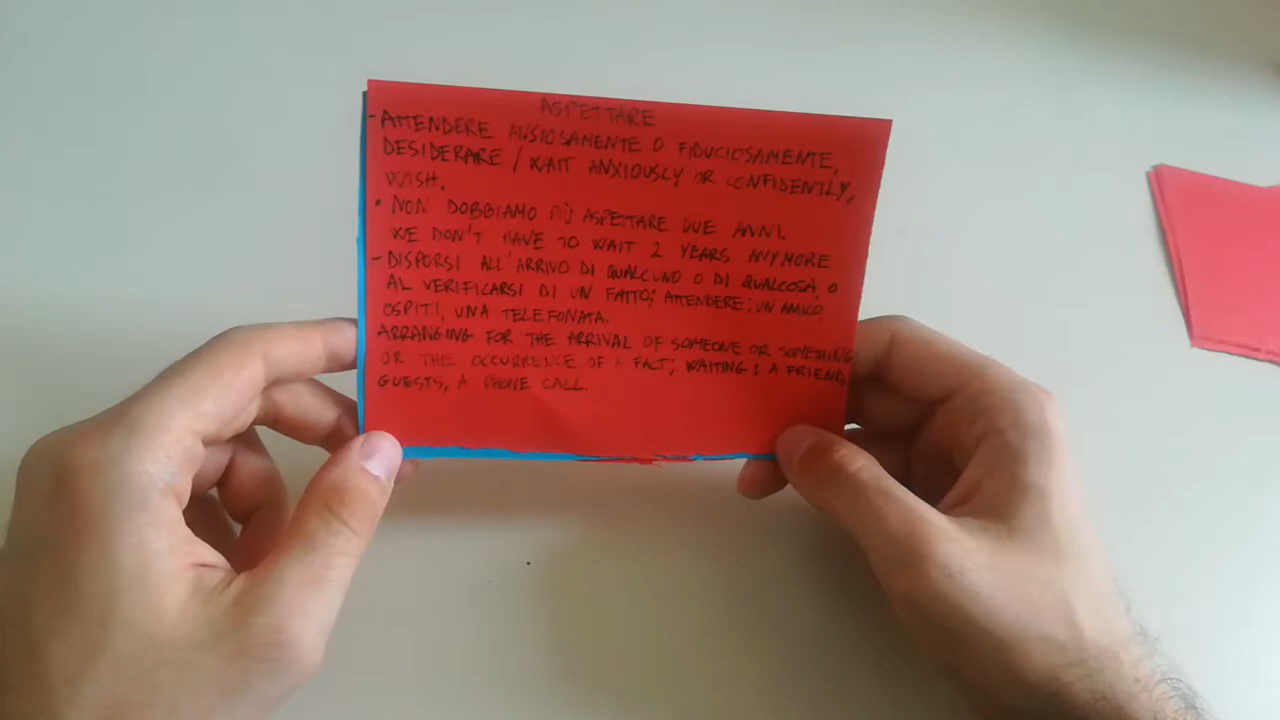 ASPETTARE
- ATTENDERE ANSIOSAMENTE O FIDUCIOSAMENTE,
DESIDERARE / WAIT ANXIOUSLY OR CONFIDENTLY,
WISH.
• NON DOBBIAMO PIÙ ASPETTARE DUE ANNI.
WE DON'T HAVE TO WAIT 2 YEARS ANYMORE
- DISPORSI ALL'ARRIVO DI QUALCUNO O DI QUALCOSA, O
AL VERIFICARSI DI UN FATTO; ATTENDERE; UN AMICO,
OSPITI, UNA TELEFONATA.
ARRANGING FOR THE ARRIVAL OF SOMEONE OR SOMETHING
OR THE OCCURRENCE OF A FACT; WAITING; A FRIEND,
GUESTS, A PHONE CALL.